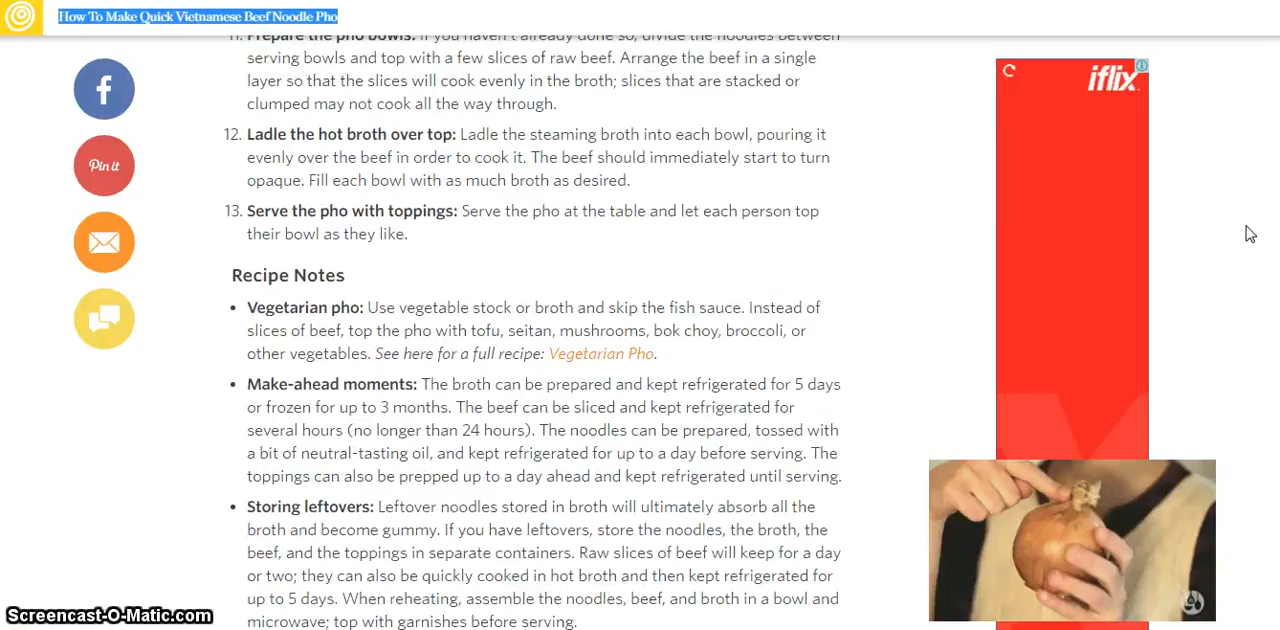 How To Make Quick Vietnamese Beef Noodle Pho
11. Prepare the pho bowls: If you haven't already done so, divide the noodles between
serving bowls and top with a few slices of raw beef. Arrange the beef in a single
layer so that the slices will cook evenly in the broth; slices that are stacked or
clumped may not cook all the way through.
12. Ladle the hot broth over top: Ladle the steaming broth into each bowl, pouring it
evenly over the beef in order to cook it. The beef should immediately start to turn
opaque. Fill each bowl with as much broth as desired.
13. Serve the pho with toppings: Serve the pho at the table and let each person top
their bowl as they like.
Recipe Notes
• Vegetarian pho: Use vegetable stock or broth and skip the fish sauce. Instead of
slices of beef, top the pho with tofu, seitan, mushrooms, bok choy, broccoli, or
other vegetables. See here for a full recipe: Vegetarian Pho.
• Make-ahead moments: The broth can be prepared and kept refrigerated for 5 days
or frozen for up to 3 months. The beef can be sliced and kept refrigerated for
several hours (no longer than 24 hours). The noodles can be prepared, tossed with
a bit of neutral-tasting oil, and kept refrigerated for up to a day before serving. The
toppings can also be prepped up to a day ahead and kept refrigerated until serving.
• Storing leftovers: Leftover noodles stored in broth will ultimately absorb all the
broth and become gummy. If you have leftovers, store the noodles, the broth, the
beef, and the toppings in separate containers. Raw slices of beef will keep for a day
or two; they can also be quickly cooked in hot broth and then kept refrigerated for
up to 5 days. When reheating, assemble the noodles, beef, and broth in a bowl and
microwave; top with garnishes before serving.
f
Pin it
iflix
Screencast-O-Matic.com